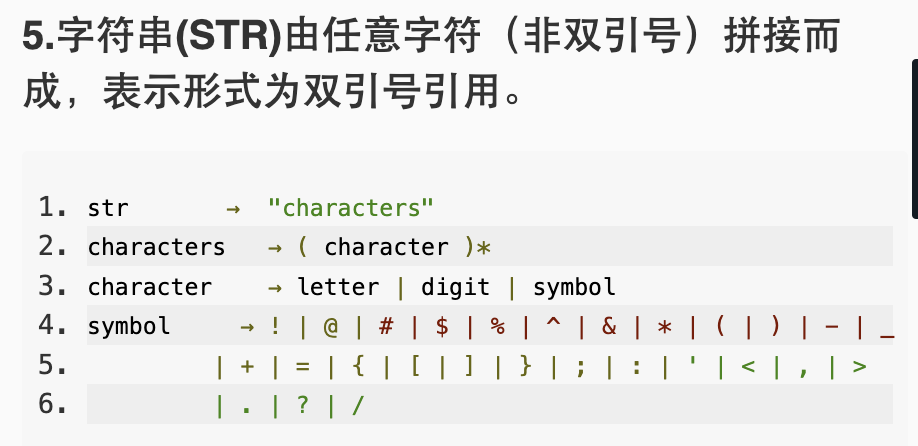 5.字符串(STR)由任意字符（非双引号）拼接而
成，表示形式为双引号引用。
1. str → "characters"
2. characters → ( character )*
3. character → letter | digit | symbol
4. symbol → ! | @ | # | $ | % | ^ | & | * | ( | ) | - | _
5. | + | = | { | [ | ] | } | ; | : | ' | < | , | >
6. | . | ? | /